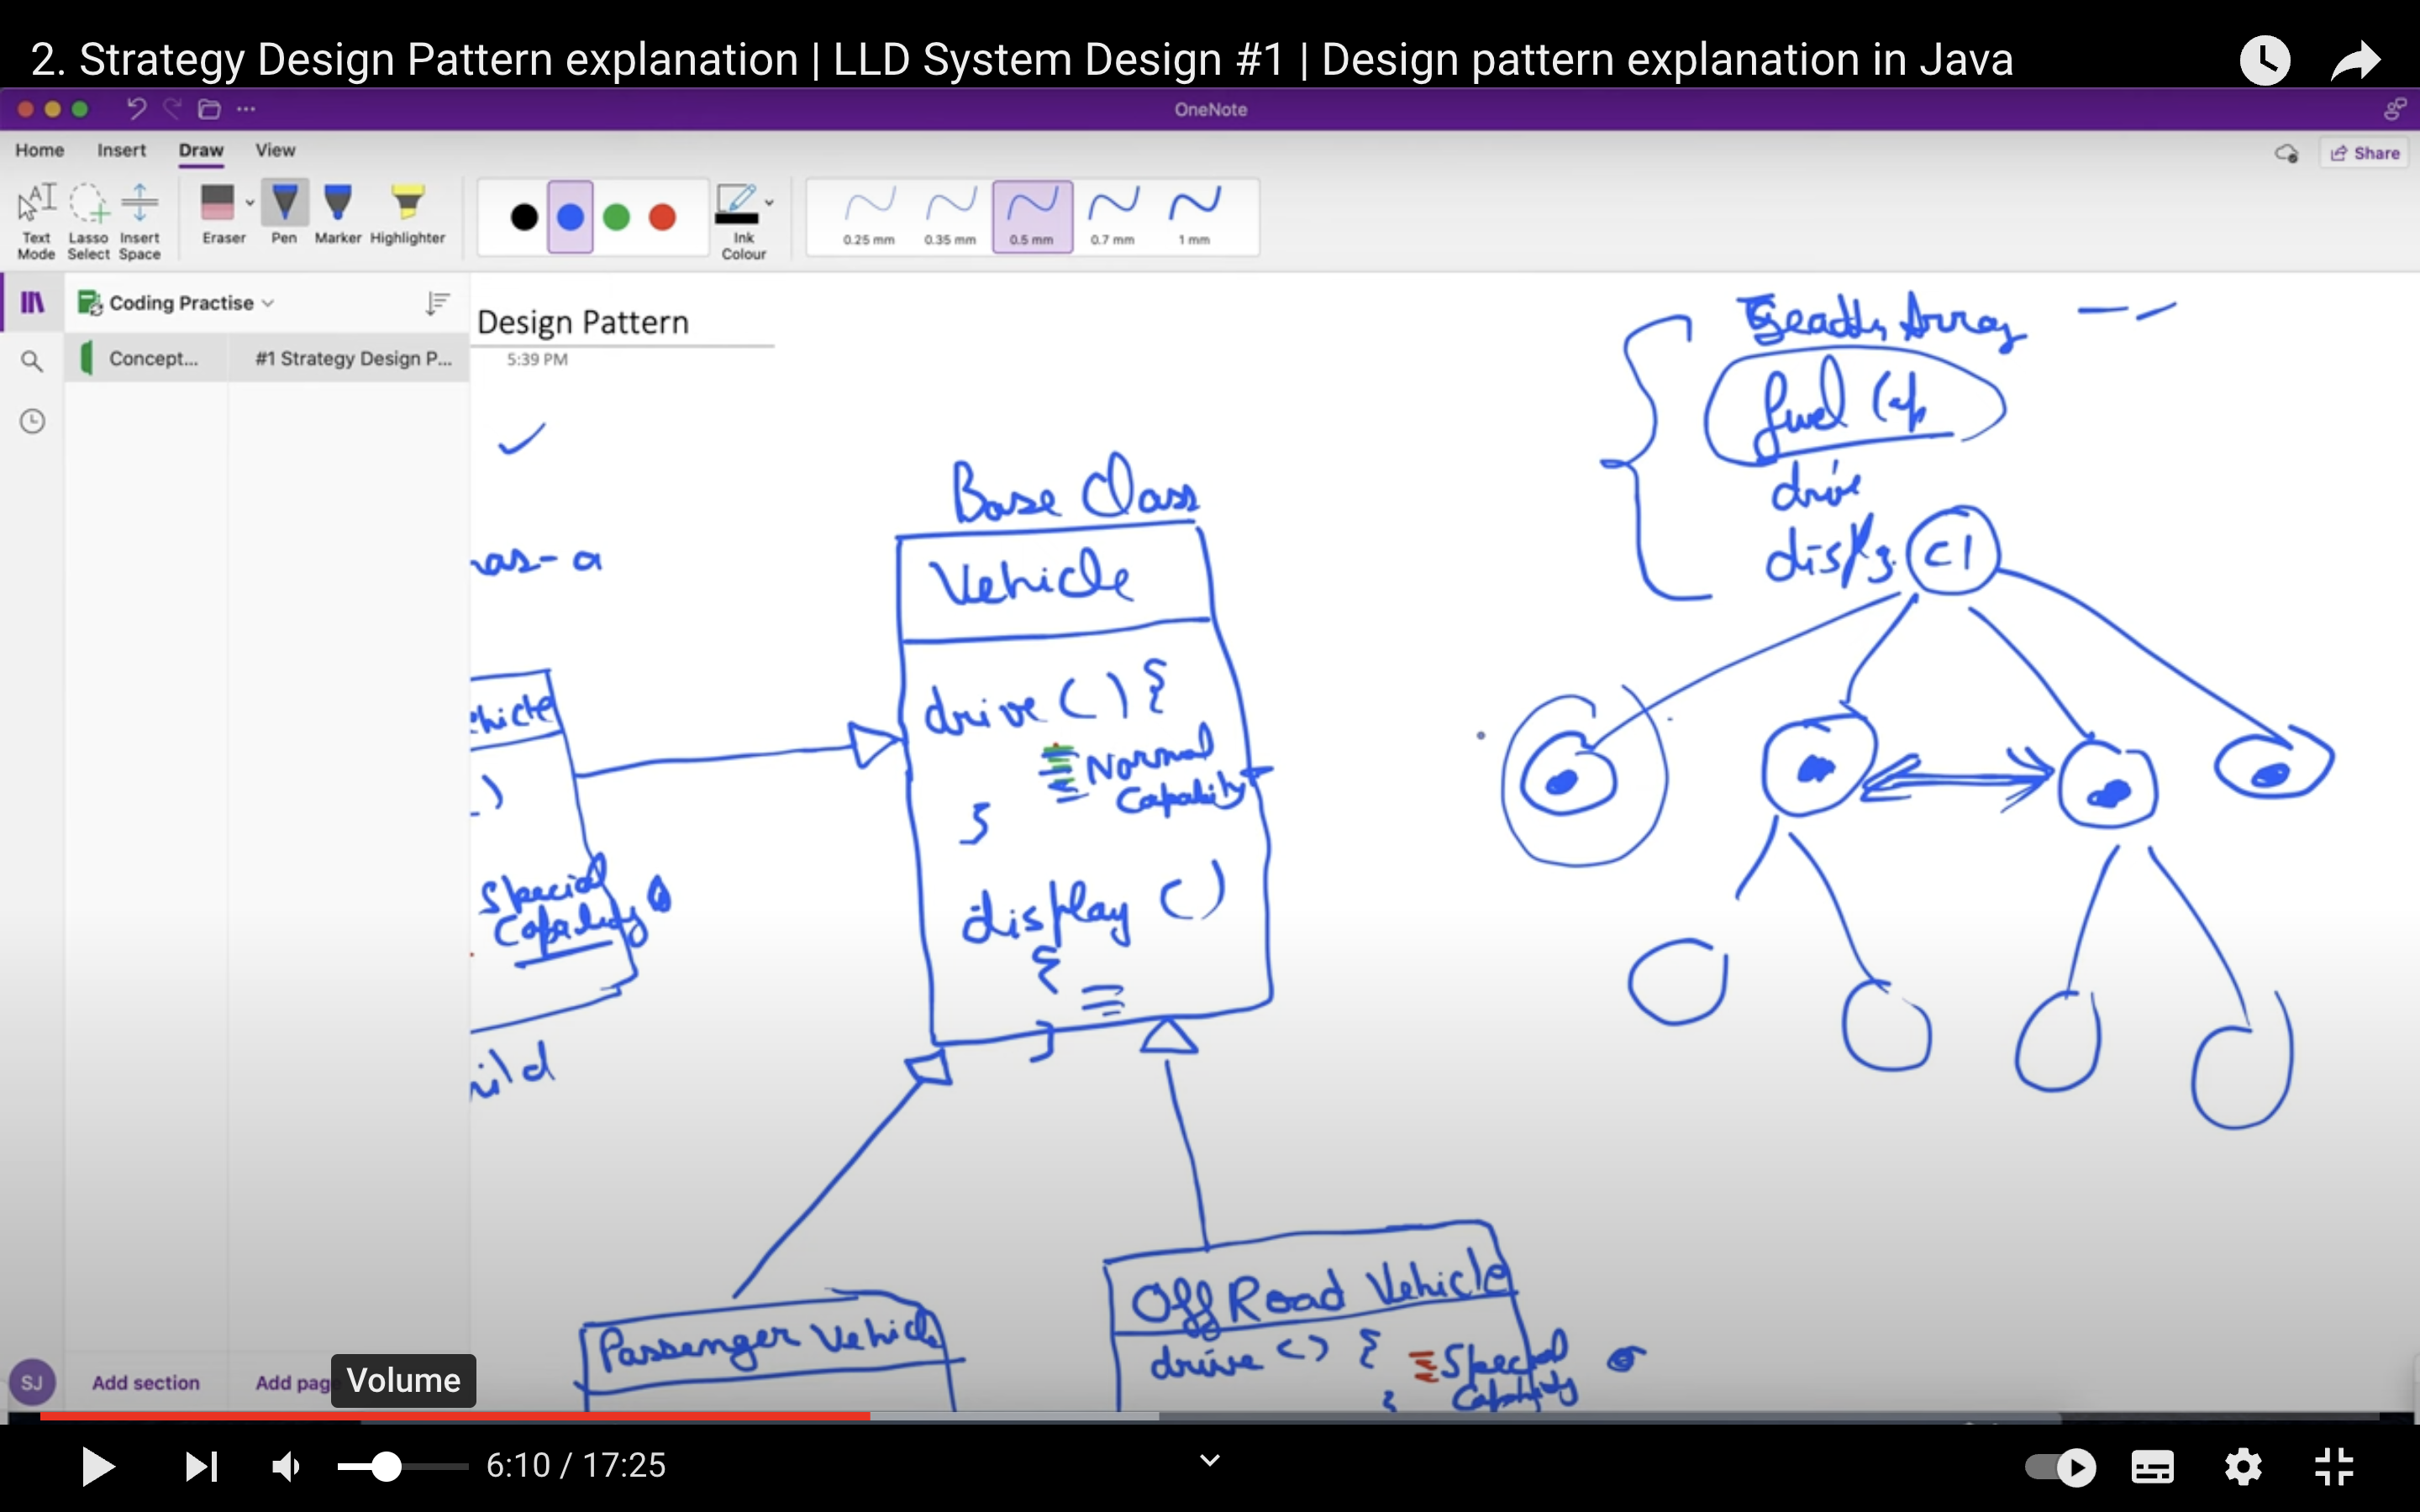 2. Strategy Design Pattern explanation | LLD System Design #1 | Design pattern explanation in Java
OneNote
Home Insert Draw View
Share
Text Mode
Lasso Select
Insert Space
Eraser
Pen
Marker
Highlighter
Ink Colour
0.25 mm
0.35 mm
0.5 mm
0.7 mm
1 mm
Coding Practise
Concept...
#1 Strategy Design P...
Design Pattern
5:39 PM
Array
fuel Cap
drive
C1
Base Class
Vehicle
drive ( ) {
Normal
Capability
}
display ( )
{
}
has-a
hicle
)
Special
Capability
ild
Passenger Vehicle
Off Road Vehicle
drive ( ) {
Special
Capability
}
SJ
Add section
Add pag
Volume
6:10 / 17:25